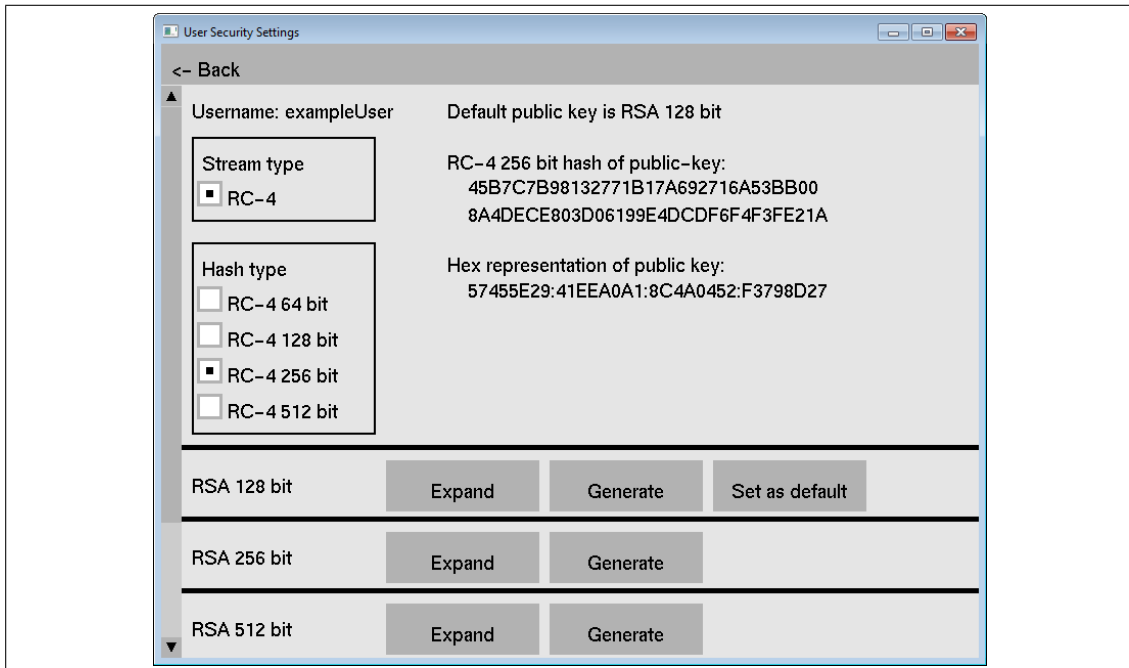 User Security Settings
<- Back
Username: exampleUser
Default public key is RSA 128 bit
Stream type
RC-4
RC-4 256 bit hash of public-key:
45B7C7B98132771B17A692716A53BB00
8A4DECE803D06199E4DCDF6F4F3FE21A
Hash type
RC-4 64 bit
RC-4 128 bit
RC-4 256 bit
RC-4 512 bit
Hex representation of public key:
57455E29:41EEA0A1:8C4A0452:F3798D27
RSA 128 bit Expand Generate Set as default
RSA 256 bit Expand Generate
RSA 512 bit Expand Generate